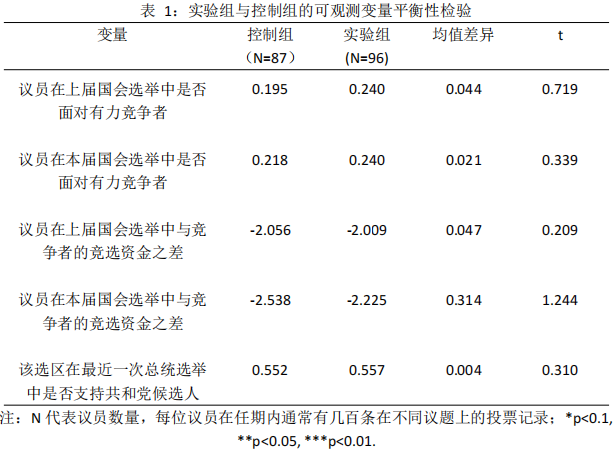 表 1：实验组与控制组的可观测变量平衡性检验
变量 控制组 实验组 均值差异 t
（N=87） (N=96)
议员在上届国会选举中是否 0.195 0.240 0.044 0.719
面对有力竞争者
议员在本届国会选举中是否 0.218 0.240 0.021 0.339
面对有力竞争者
议员在上届国会选举中与竞 -2.056 -2.009 0.047 0.209
争者的竞选资金之差
议员在本届国会选举中与竞 -2.538 -2.225 0.314 1.244
争者的竞选资金之差
该选区在最近一次总统选举 0.552 0.557 0.004 0.310
中是否支持共和党候选人
注：N 代表议员数量，每位议员在任期内通常有几百条在不同议题上的投票记录；*p<0.1,
**p<0.05, ***p<0.01.